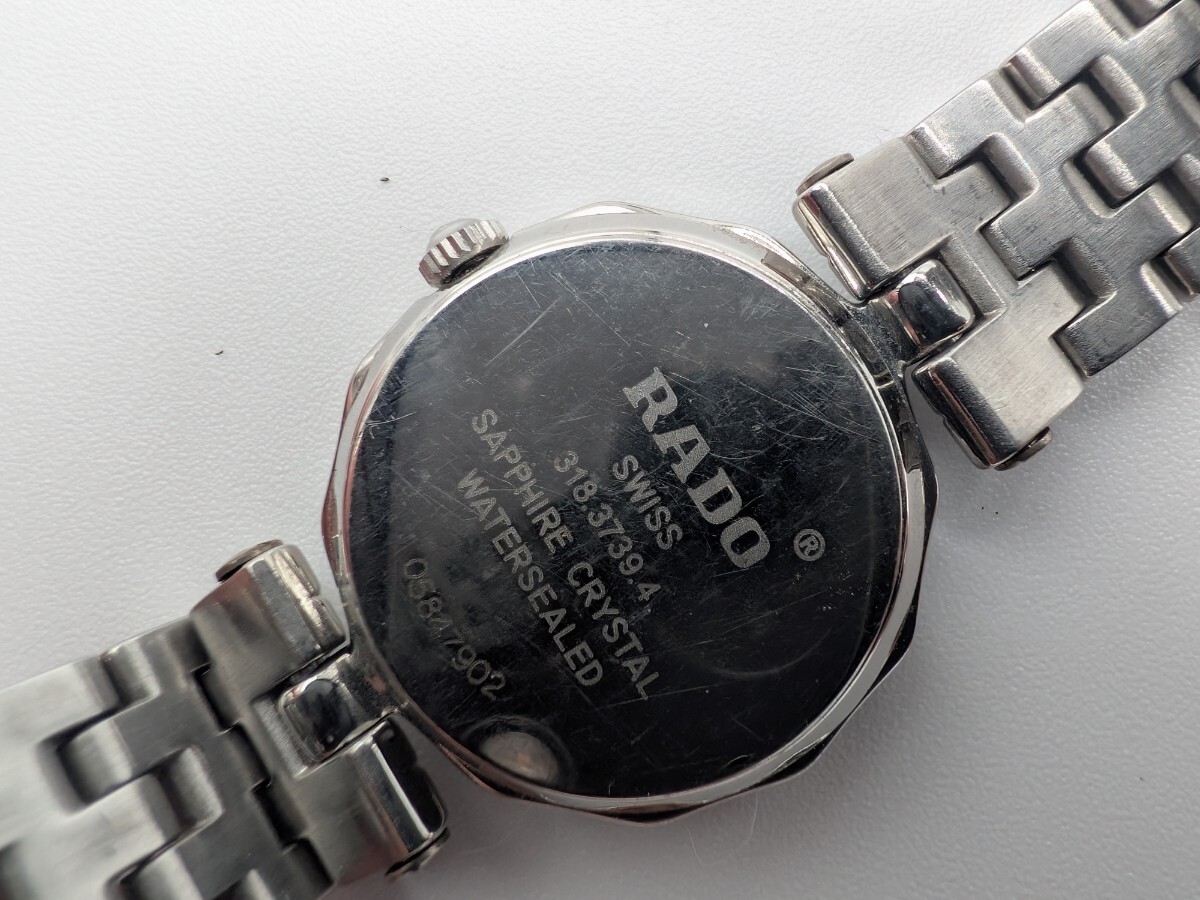 RADO ®
SWISS
318.3739.4
SAPPHIRE CRYSTAL
WATERSEALED
05847902